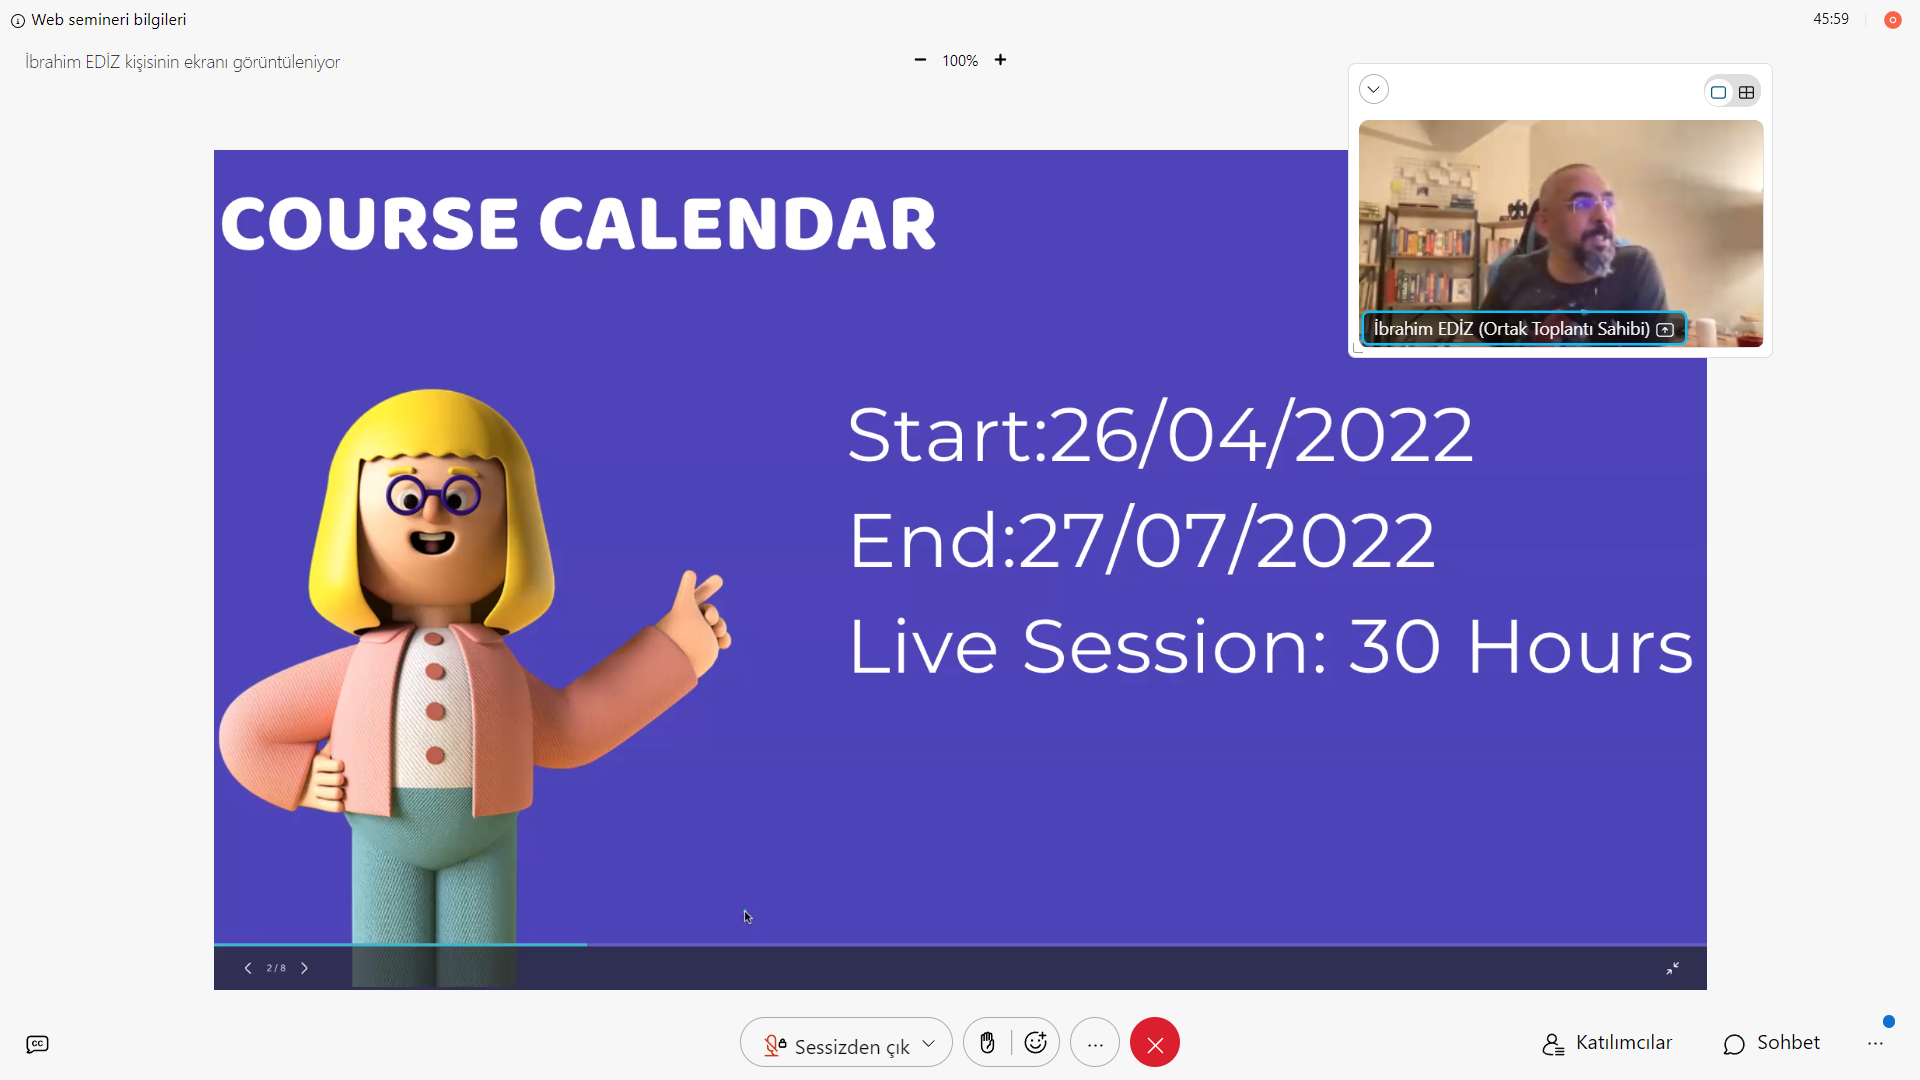 Web semineri bilgileri
45:59
İbrahim EDİZ kişisinin ekranı görüntüleniyor
100%
COURSE CALENDAR
İbrahim EDİZ (Ortak Toplantı Sahibi)
Start:26/04/2022
End:27/07/2022
Live Session: 30 Hours
2/8
CC
Sessizden çık
Katılımcılar
Sohbet